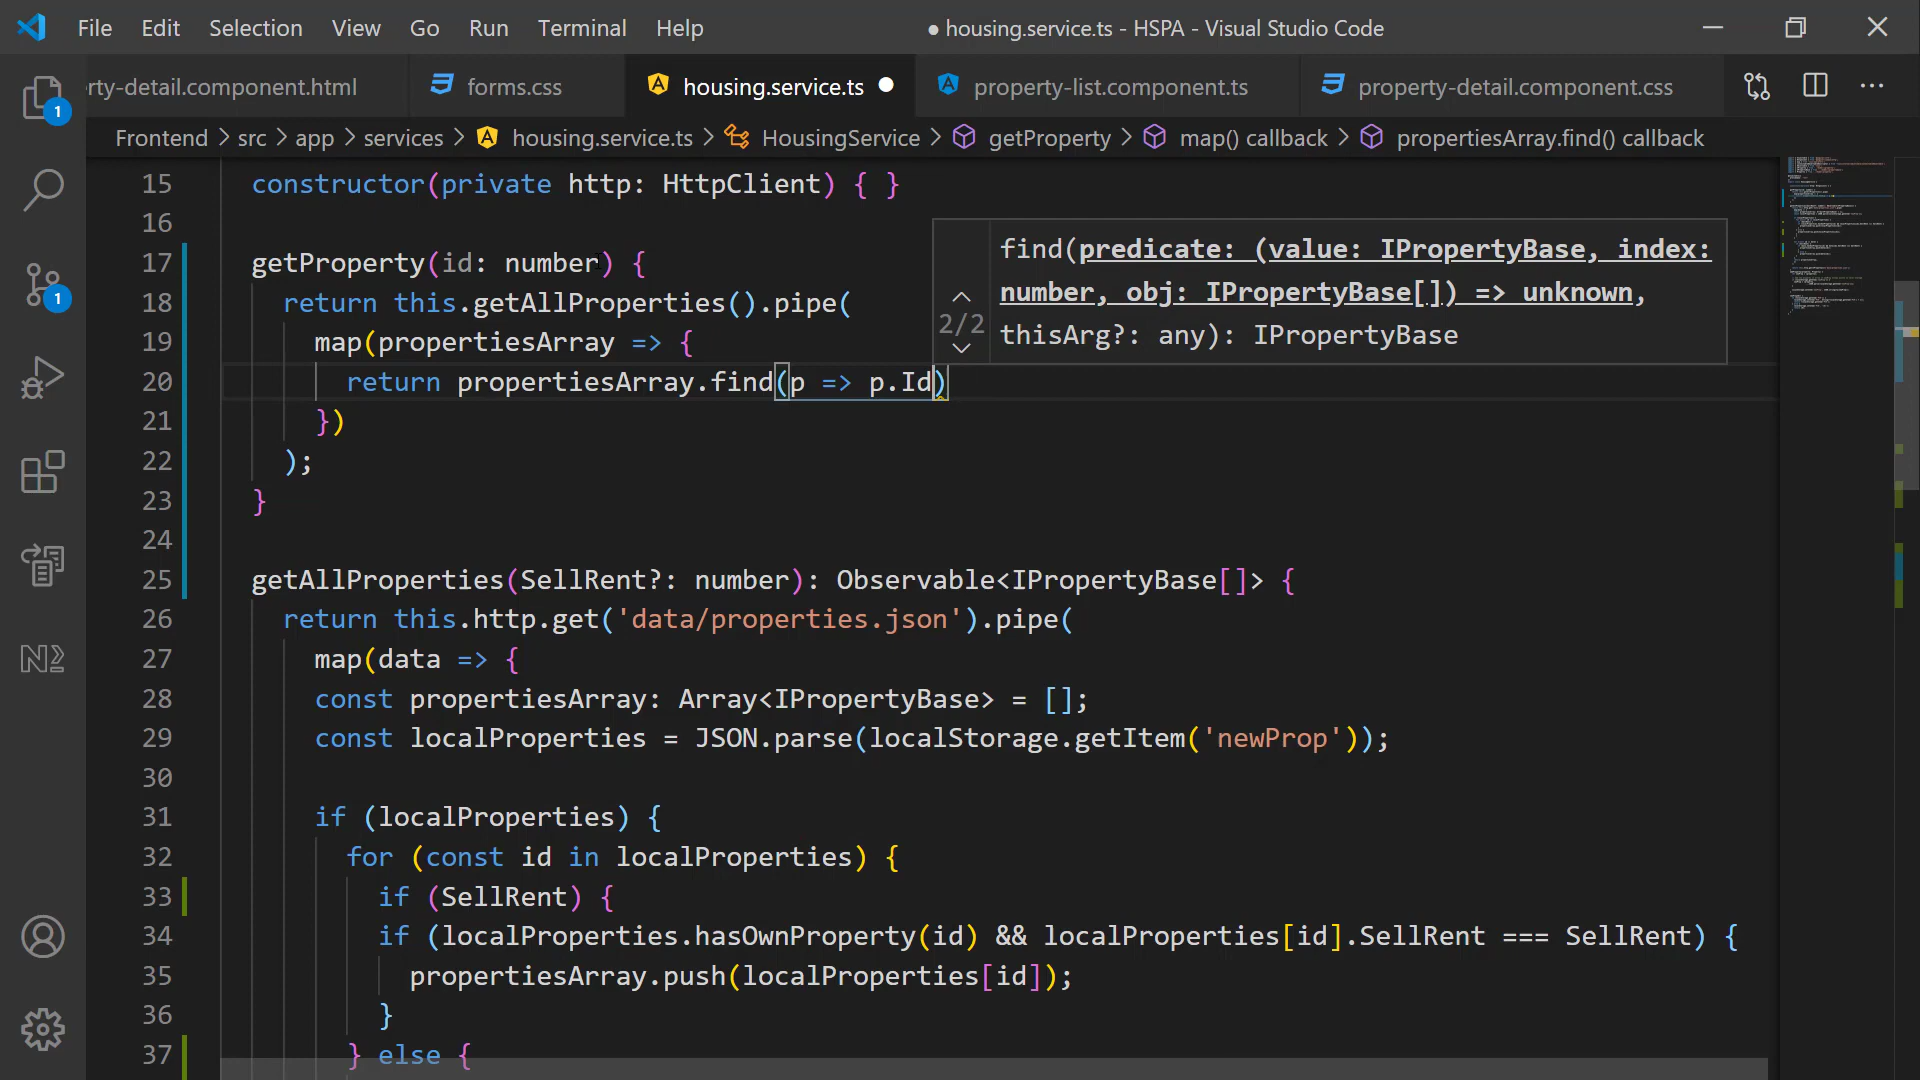 File Edit Selection View Go Run Terminal Help
● housing.service.ts - HSPA - Visual Studio Code
rty-detail.component.html
forms.css
housing.service.ts ●
property-list.component.ts
property-detail.component.css
Frontend > src > app > services > housing.service.ts > HousingService > getProperty > map() callback > propertiesArray.find() callback
1
1
15 constructor(private http: HttpClient) { }
16
17 getProperty(id: number) {
18 return this.getAllProperties().pipe(
19 map(propertiesArray => {
20 return propertiesArray.find(p => p.Id)
21 })
22 );
23 }
24
25 getAllProperties(SellRent?: number): Observable<IPropertyBase[]> {
26 return this.http.get('data/properties.json').pipe(
27 map(data => {
28 const propertiesArray: Array<IPropertyBase> = [];
29 const localProperties = JSON.parse(localStorage.getItem('newProp'));
30
31 if (localProperties) {
32 for (const id in localProperties) {
33 if (SellRent) {
34 if (localProperties.hasOwnProperty(id) && localProperties[id].SellRent === SellRent) {
35 propertiesArray.push(localProperties[id]);
36 }
37 } else {
2/2
find(predicate: (value: IPropertyBase, index:
number, obj: IPropertyBase[]) => unknown,
thisArg?: any): IPropertyBase